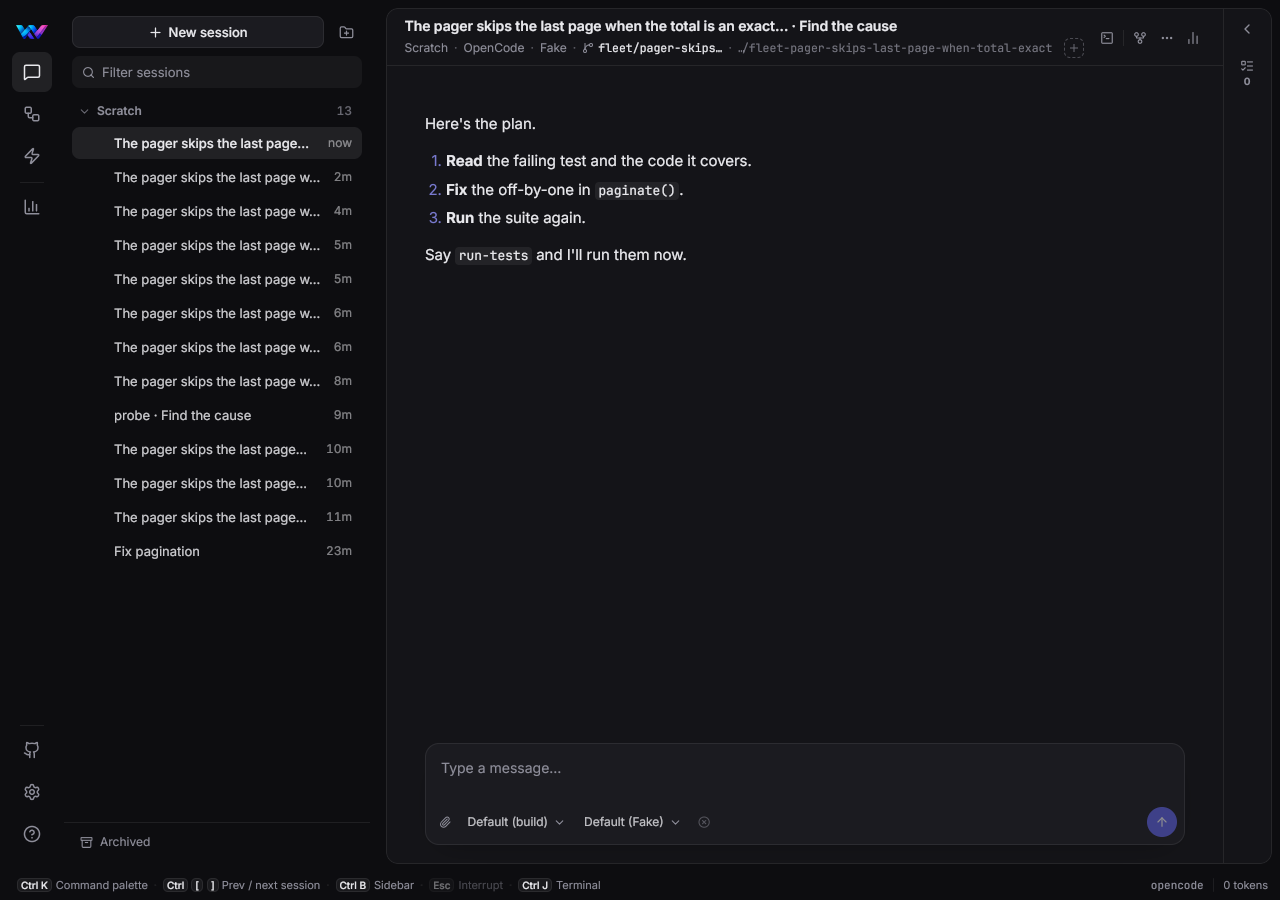 New session
Filter sessions
Scratch 13
The pager skips the last page... now
The pager skips the last page w... 2m
The pager skips the last page w... 4m
The pager skips the last page w... 5m
The pager skips the last page w... 5m
The pager skips the last page w... 6m
The pager skips the last page w... 6m
The pager skips the last page w... 8m
probe · Find the cause 9m
The pager skips the last page... 10m
The pager skips the last page... 10m
The pager skips the last page... 11m
Fix pagination 23m
Archived
The pager skips the last page when the total is an exact... · Find the cause
Scratch · OpenCode · Fake · fleet/pager-skips… · …/fleet-pager-skips-last-page-when-total-exact
0
Here's the plan.
1. Read the failing test and the code it covers.
2. Fix the off-by-one in paginate().
3. Run the suite again.
Say run-tests and I'll run them now.
Type a message...
Default (build) Default (Fake)
Ctrl K Command palette · Ctrl [ ] Prev / next session · Ctrl B Sidebar · Esc Interrupt · Ctrl J Terminal
opencode 0 tokens